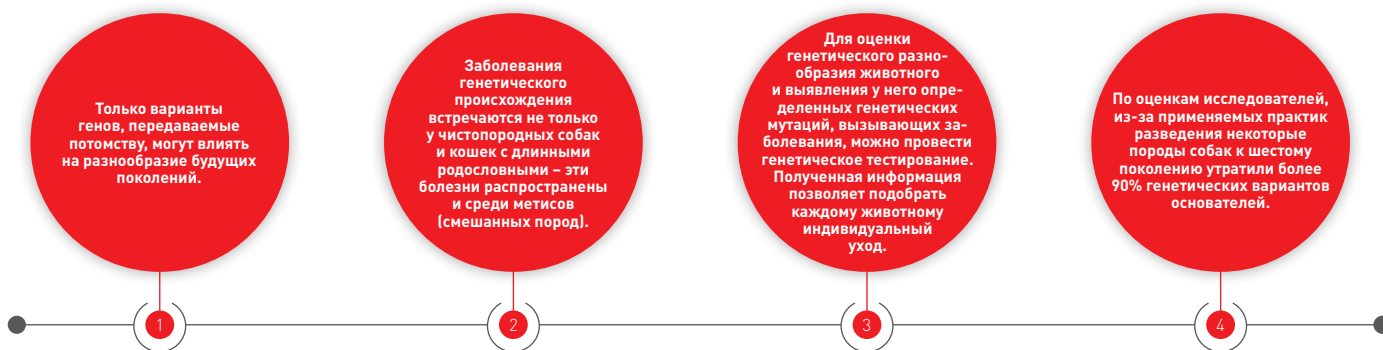 Только варианты
генов, передаваемые
потомству, могут влиять
на разнообразие будущих
поколений.
Заболевания
генетического
происхождения
встречаются не только
у чистопородных собак
и кошек с длинными
родословными – эти
болезни распространены
и среди метисов
(смешанных пород).
Для оценки
генетического разно-
образия животного
и выявления у него опре-
деленных генетических
мутаций, вызывающих за-
болевания, можно провести
генетическое тестирование.
Полученная информация
позволяет подобрать
каждому животному
индивидуальный
уход.
По оценкам исследователей,
из-за применяемых практик
разведения некоторые
породы собак к шестому
поколению утратили более
90% генетических вариантов
основателей.
1
2
3
4